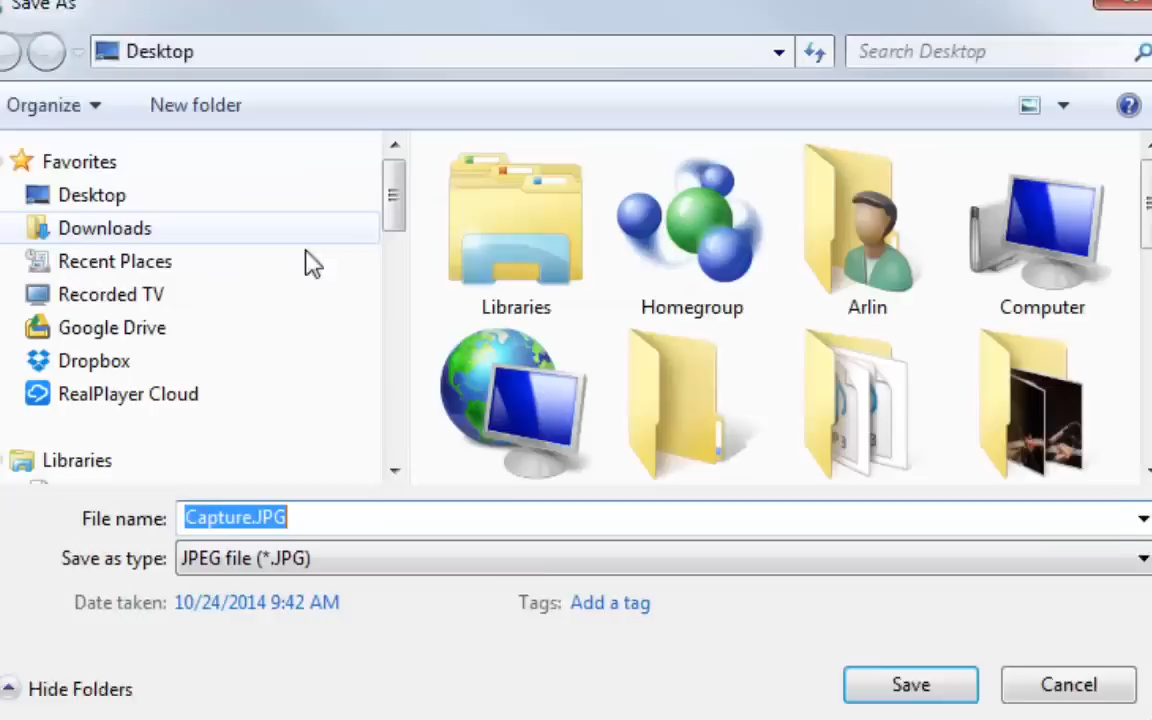 Save As
Desktop
Search Desktop
Organize
New folder
Favorites
Desktop
Downloads
Recent Places
Recorded TV
Google Drive
Dropbox
RealPlayer Cloud
Libraries
Libraries
Homegroup
Arlin
Computer
File name: Capture.JPG
Save as type: JPEG file (*.JPG)
Date taken: 10/24/2014 9:42 AM
Tags: Add a tag
Hide Folders
Save
Cancel